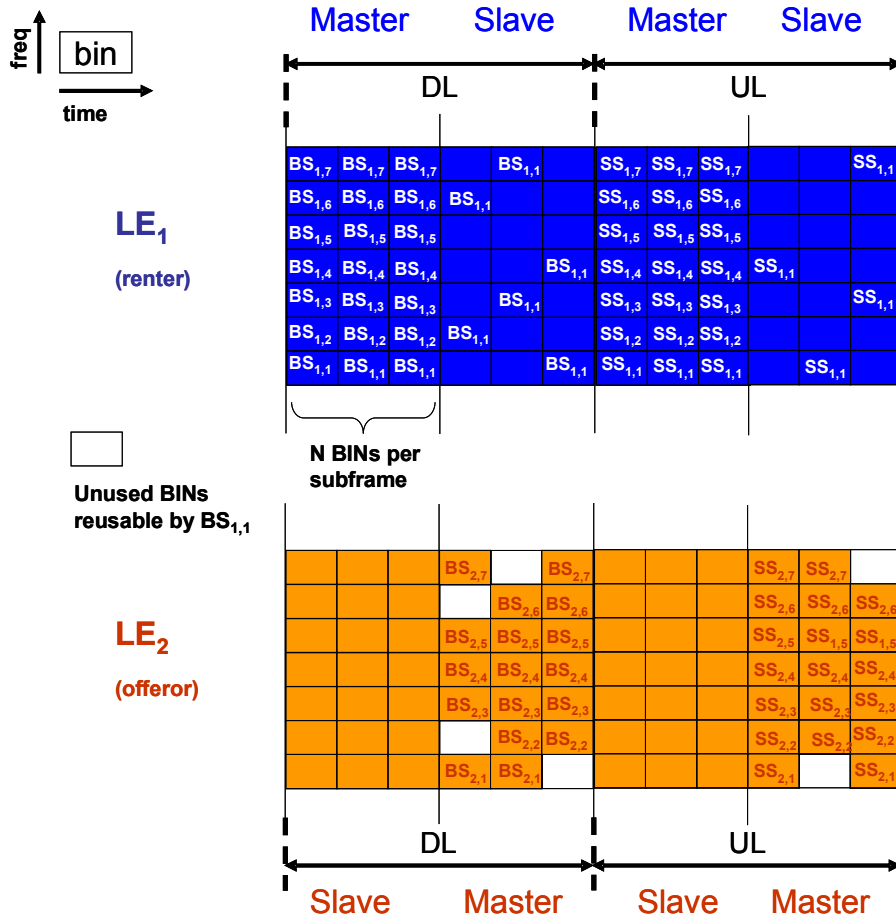 Master Slave Master Slave
freq
bin
time
DL UL
BS1,7 BS1,7 BS1,7 BS1,1 SS1,7 SS1,7 SS1,7 SS1,1
BS1,6 BS1,6 BS1,6 BS1,1 SS1,6 SS1,6 SS1,6
LE1
BS1,5 BS1,5 BS1,5 SS1,5 SS1,5 SS1,5
(renter)
BS1,4 BS1,4 BS1,4 BS1,1 SS1,4 SS1,4 SS1,4 SS1,1
BS1,3 BS1,3 BS1,3 BS1,1 SS1,3 SS1,3 SS1,3 SS1,1
BS1,2 BS1,2 BS1,2 BS1,1 SS1,2 SS1,2 SS1,2
BS1,1 BS1,1 BS1,1 BS1,1 SS1,1 SS1,1 SS1,1 SS1,1
N BINs per
subframe
Unused BINs
reusable by BS1,1
BS2,7 BS2,7 SS2,7 SS2,7
BS2,6 BS2,6 SS2,6 SS2,6 SS2,6
LE2
BS2,5 BS2,5 BS2,5 SS2,5 SS1,5 SS1,5
(offeror)
BS2,4 BS2,4 BS2,4 SS2,4 SS2,4 SS2,4
BS2,3 BS2,3 BS2,3 SS2,3 SS2,3 SS2,3
BS2,2 BS2,2 SS2,2 SS2,2 SS2,2
BS2,1 BS2,1 SS2,1 SS2,1
DL UL
Slave Master Slave Master